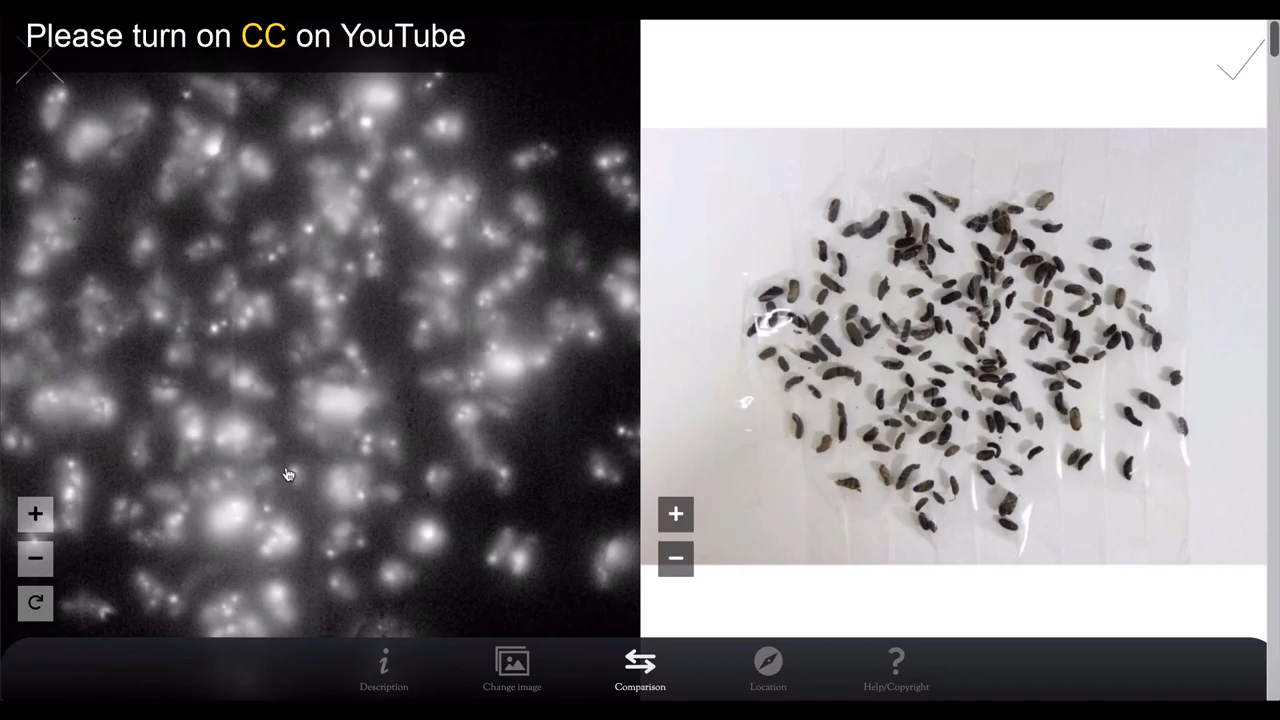 Please turn on CC on YouTube
Description
Change image
Comparison
Location
Help/Copyright